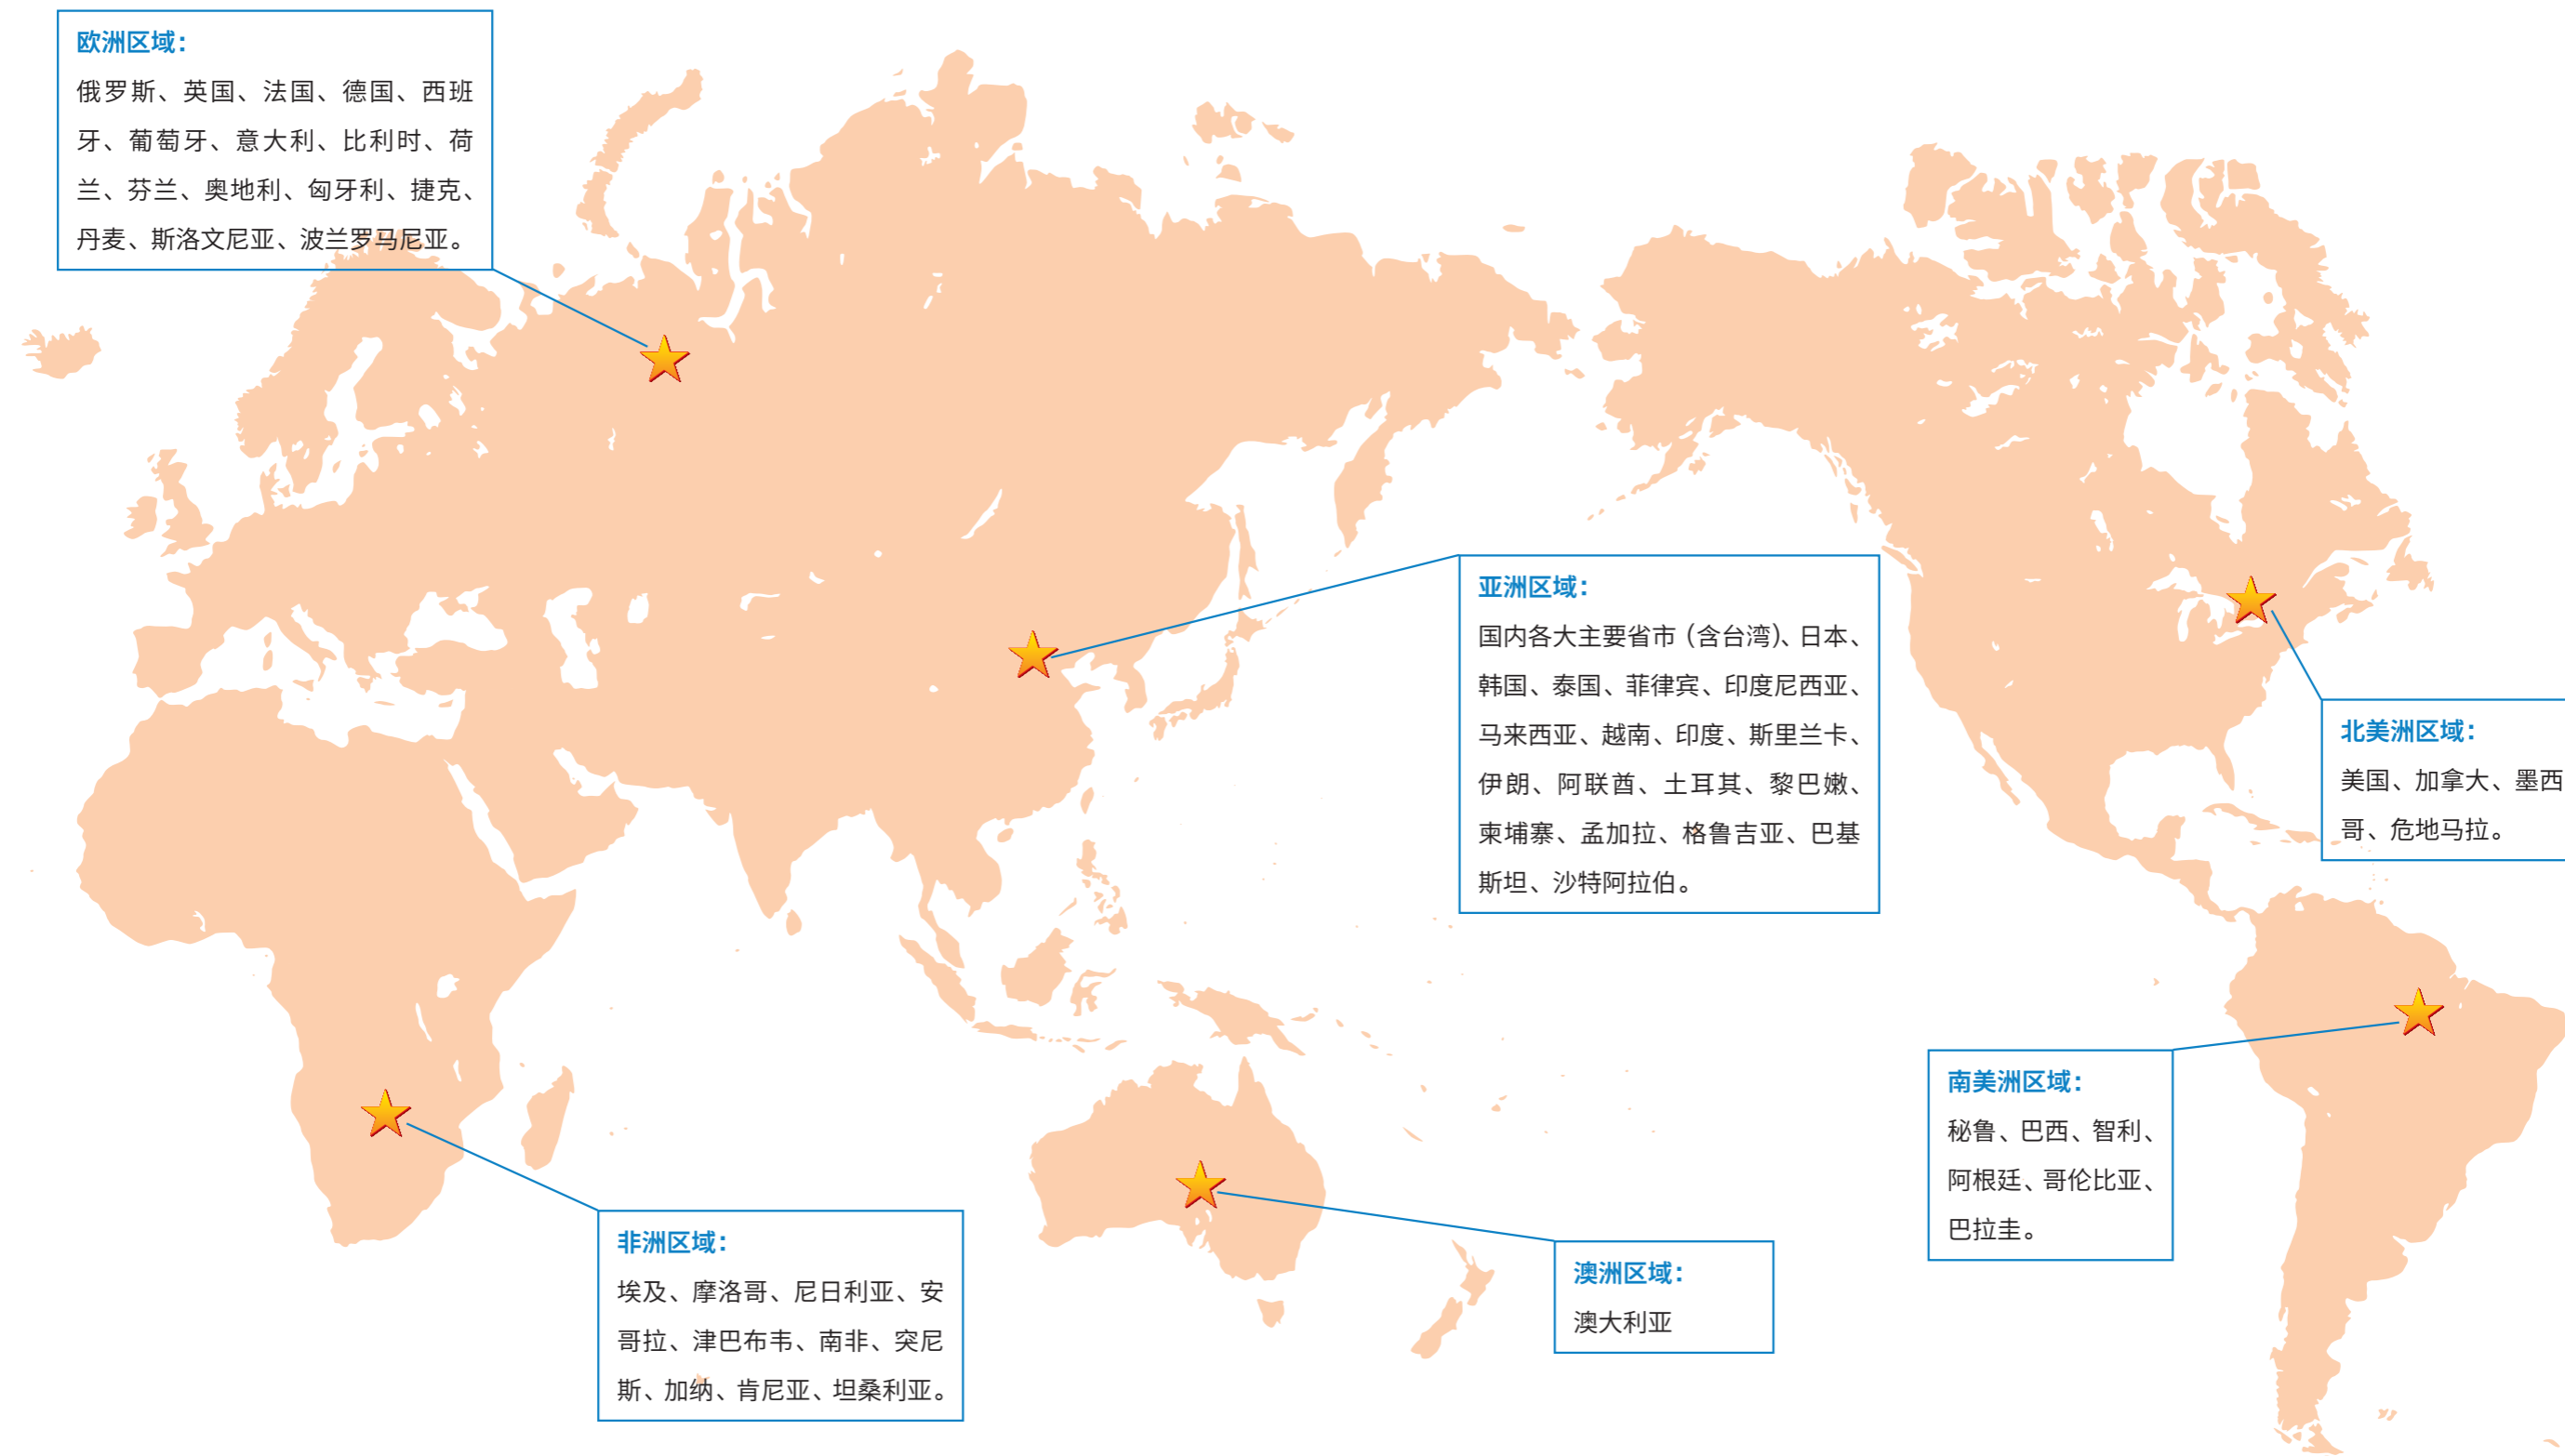 欧洲区域：
俄罗斯、英国、法国、德国、西班
牙、葡萄牙、意大利、比利时、荷
兰、芬兰、奥地利、匈牙利、捷克、
丹麦、斯洛文尼亚、波兰罗马尼亚。
亚洲区域：
国内各大主要省市（含台湾）、日本、
韩国、泰国、菲律宾、印度尼西亚、
马来西亚、越南、印度、斯里兰卡、
伊朗、阿联酋、土耳其、黎巴嫩、
柬埔寨、孟加拉、格鲁吉亚、巴基
斯坦、沙特阿拉伯。
北美洲区域：
美国、加拿大、墨西
哥、危地马拉。
南美洲区域：
秘鲁、巴西、智利、
阿根廷、哥伦比亚、
巴拉圭。
非洲区域：
埃及、摩洛哥、尼日利亚、安
哥拉、津巴布韦、南非、突尼
斯、加纳、肯尼亚、坦桑利亚。
澳洲区域：
澳大利亚